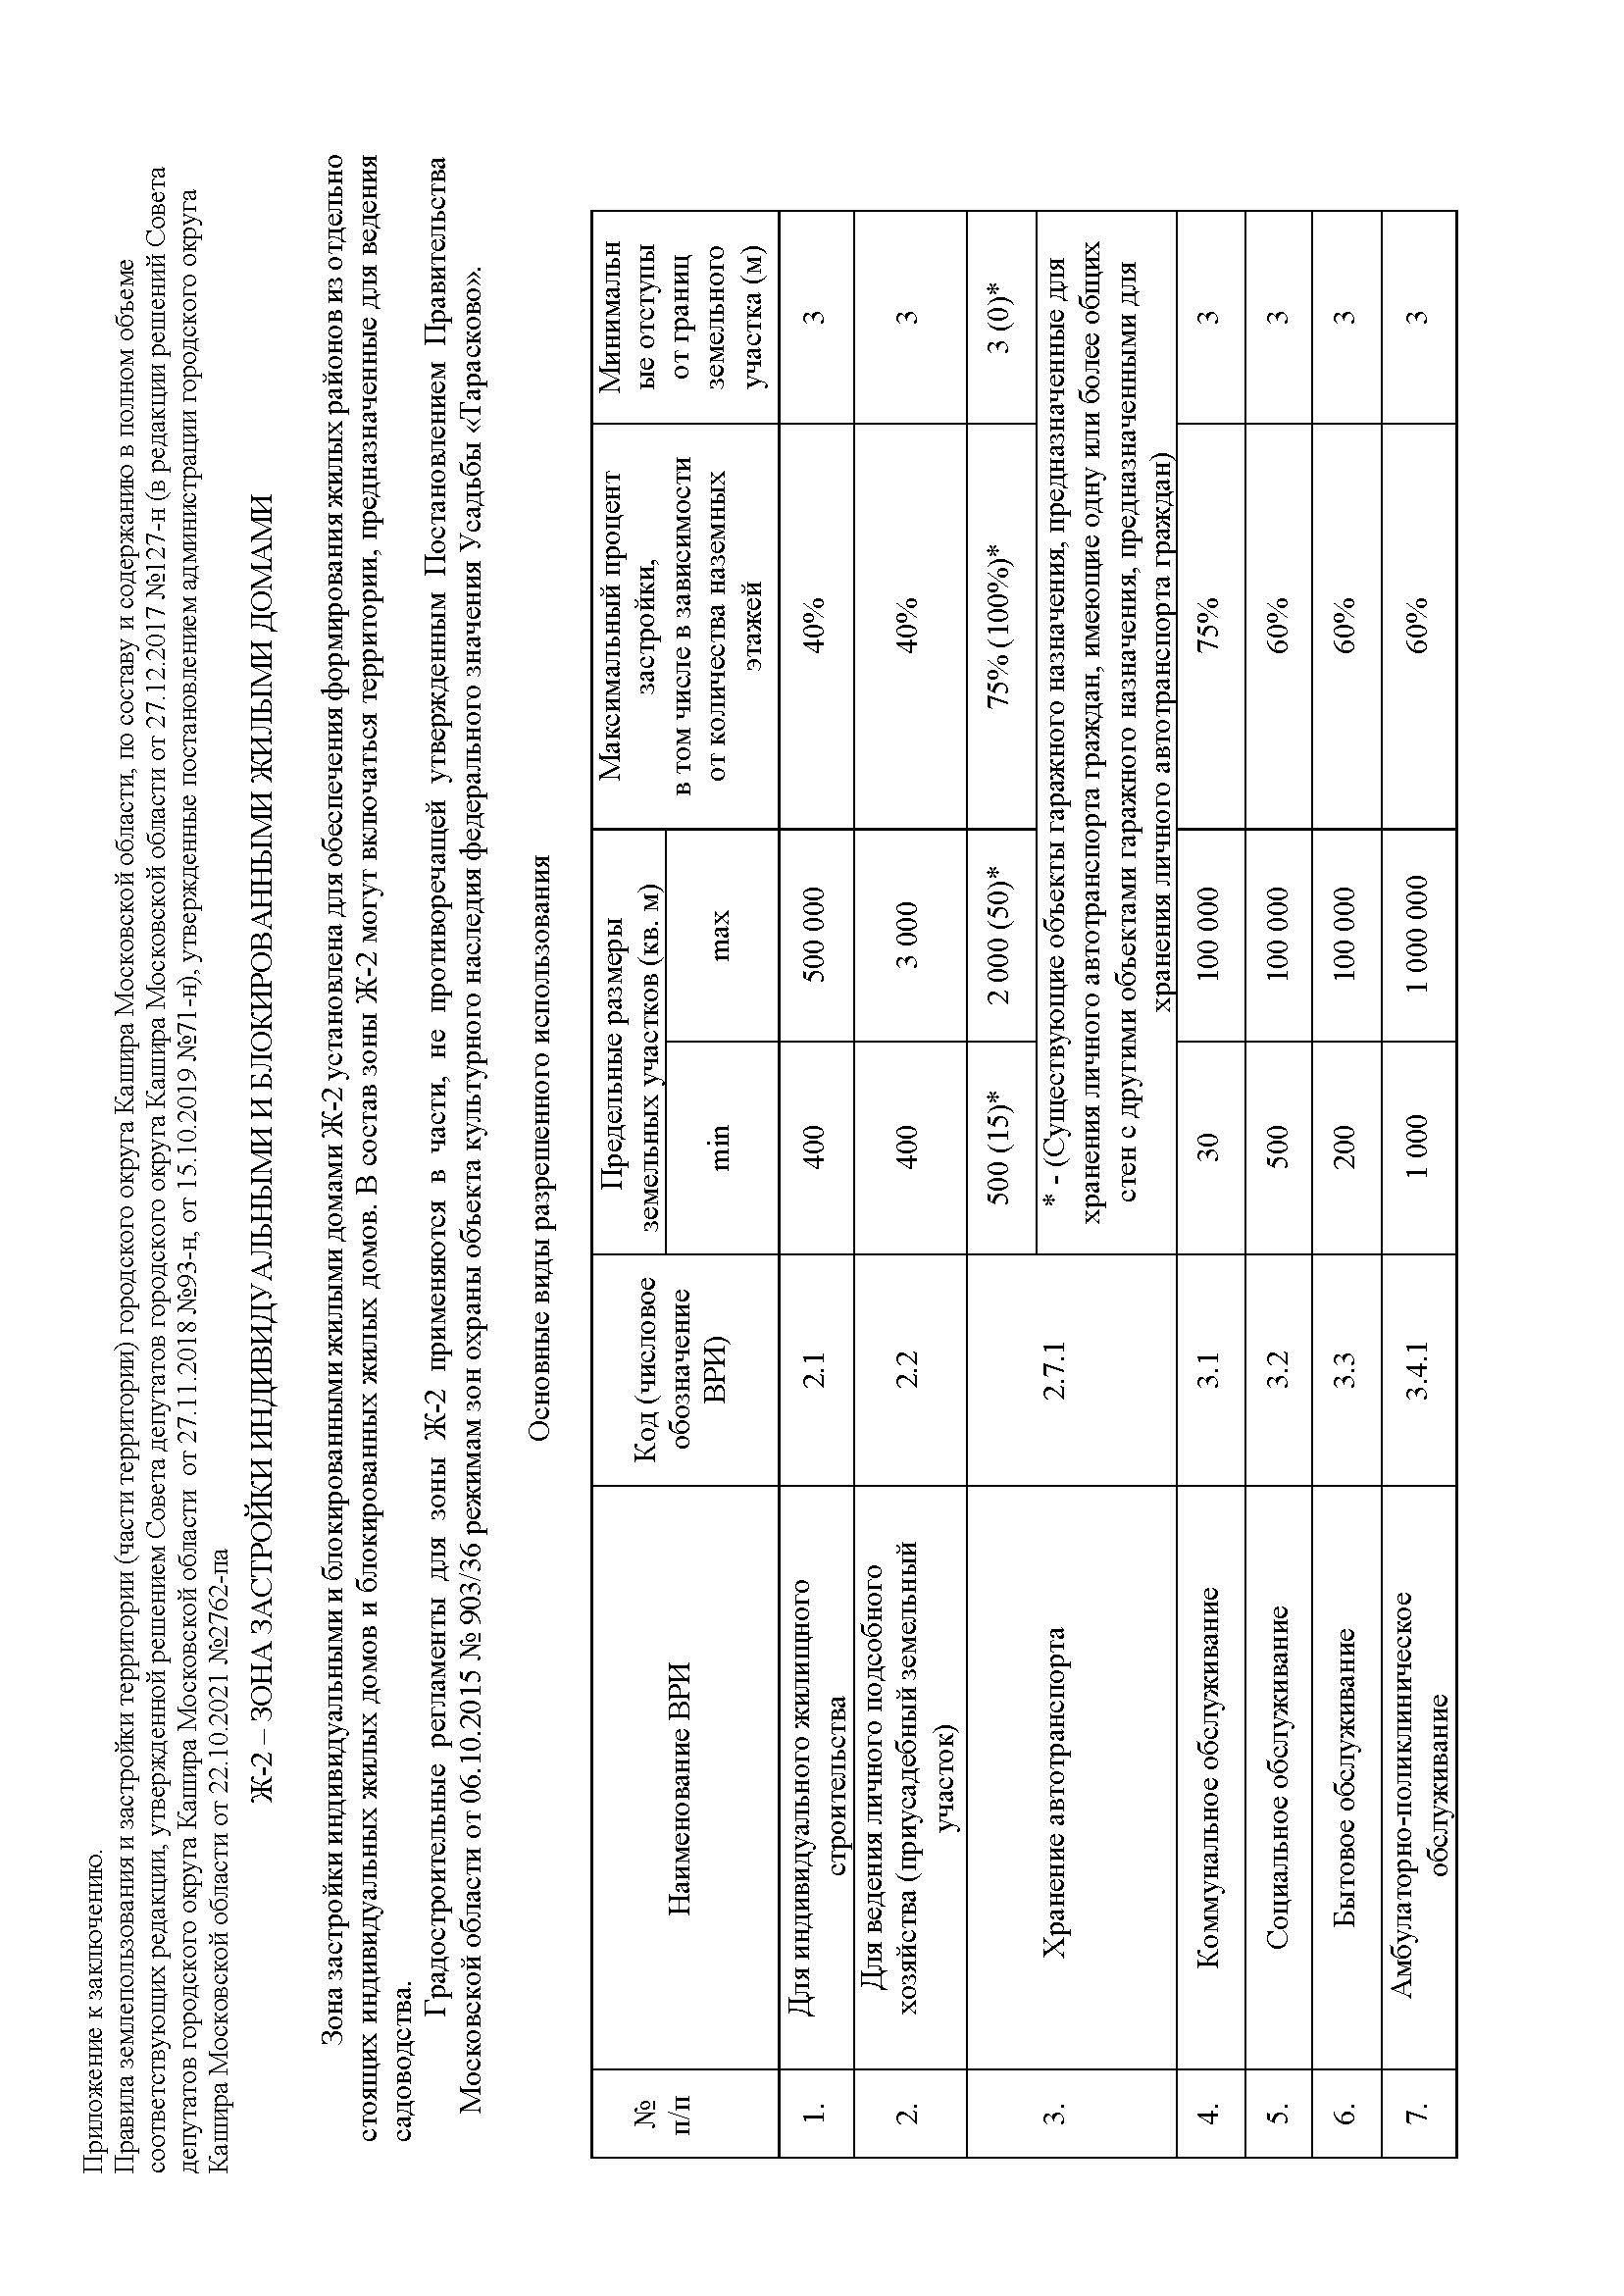 Приложение к заключению.
Правила землепользования и застройки территории (части территории) городского округа Кашира Московской области, по составу и содержанию в полном объеме
соответствующих редакции, утвержденной решением Совета депутатов городского округа Кашира Московской области от 27.12.2017 №127-н (в редакции решений Совета
депутатов городского округа Кашира Московской области от 27.11.2018 №93-н, от 15.10.2019 №71-н), утвержденные постановлением администрации городского округа
Кашира Московской области от 22.10.2021 №2762-па
Ж-2 – ЗОНА ЗАСТРОЙКИ ИНДИВИДУАЛЬНЫМИ И БЛОКИРОВАННЫМИ ЖИЛЫМИ ДОМАМИ
Зона застройки индивидуальными и блокированными жилыми домами Ж-2 установлена для обеспечения формирования жилых районов из отдельно
стоящих индивидуальных жилых домов и блокированных жилых домов. В состав зоны Ж-2 могут включаться территории, предназначенные для ведения
садоводства.
Градостроительные регламенты для зоны Ж-2 применяются в части, не противоречащей утвержденным Постановлением Правительства
Московской области от 06.10.2015 № 903/36 режимам зон охраны объекта культурного наследия федерального значения Усадьбы «Тарасково».
Основные виды разрешенного использования
№
п/п
Наименование ВРИ
Код (числовое
обозначение
ВРИ)
Предельные размеры
земельных участков (кв. м)
min
max
Максимальный процент
застройки,
в том числе в зависимости
от количества наземных
этажей
Минимальн
ые отступы
от границ
земельного
участка (м)
1.
Для индивидуального жилищного
строительства
2.1
400
500 000
40%
3
2.
Для ведения личного подсобного
хозяйства (приусадебный земельный
участок)
2.2
400
3 000
40%
3
3.
Хранение автотранспорта
2.7.1
500 (15)*
2 000 (50)*
75% (100%)*
3 (0)*
* - (Существующие объекты гаражного назначения, предназначенные для
хранения личного автотранспорта граждан, имеющие одну или более общих
стен с другими объектами гаражного назначения, предназначенными для
хранения личного автотранспорта граждан)
4.
Коммунальное обслуживание
3.1
30
100 000
75%
3
5.
Социальное обслуживание
3.2
500
100 000
60%
3
6.
Бытовое обслуживание
3.3
200
100 000
60%
3
7.
Амбулаторно-поликлиническое
обслуживание
3.4.1
1 000
1 000 000
60%
3